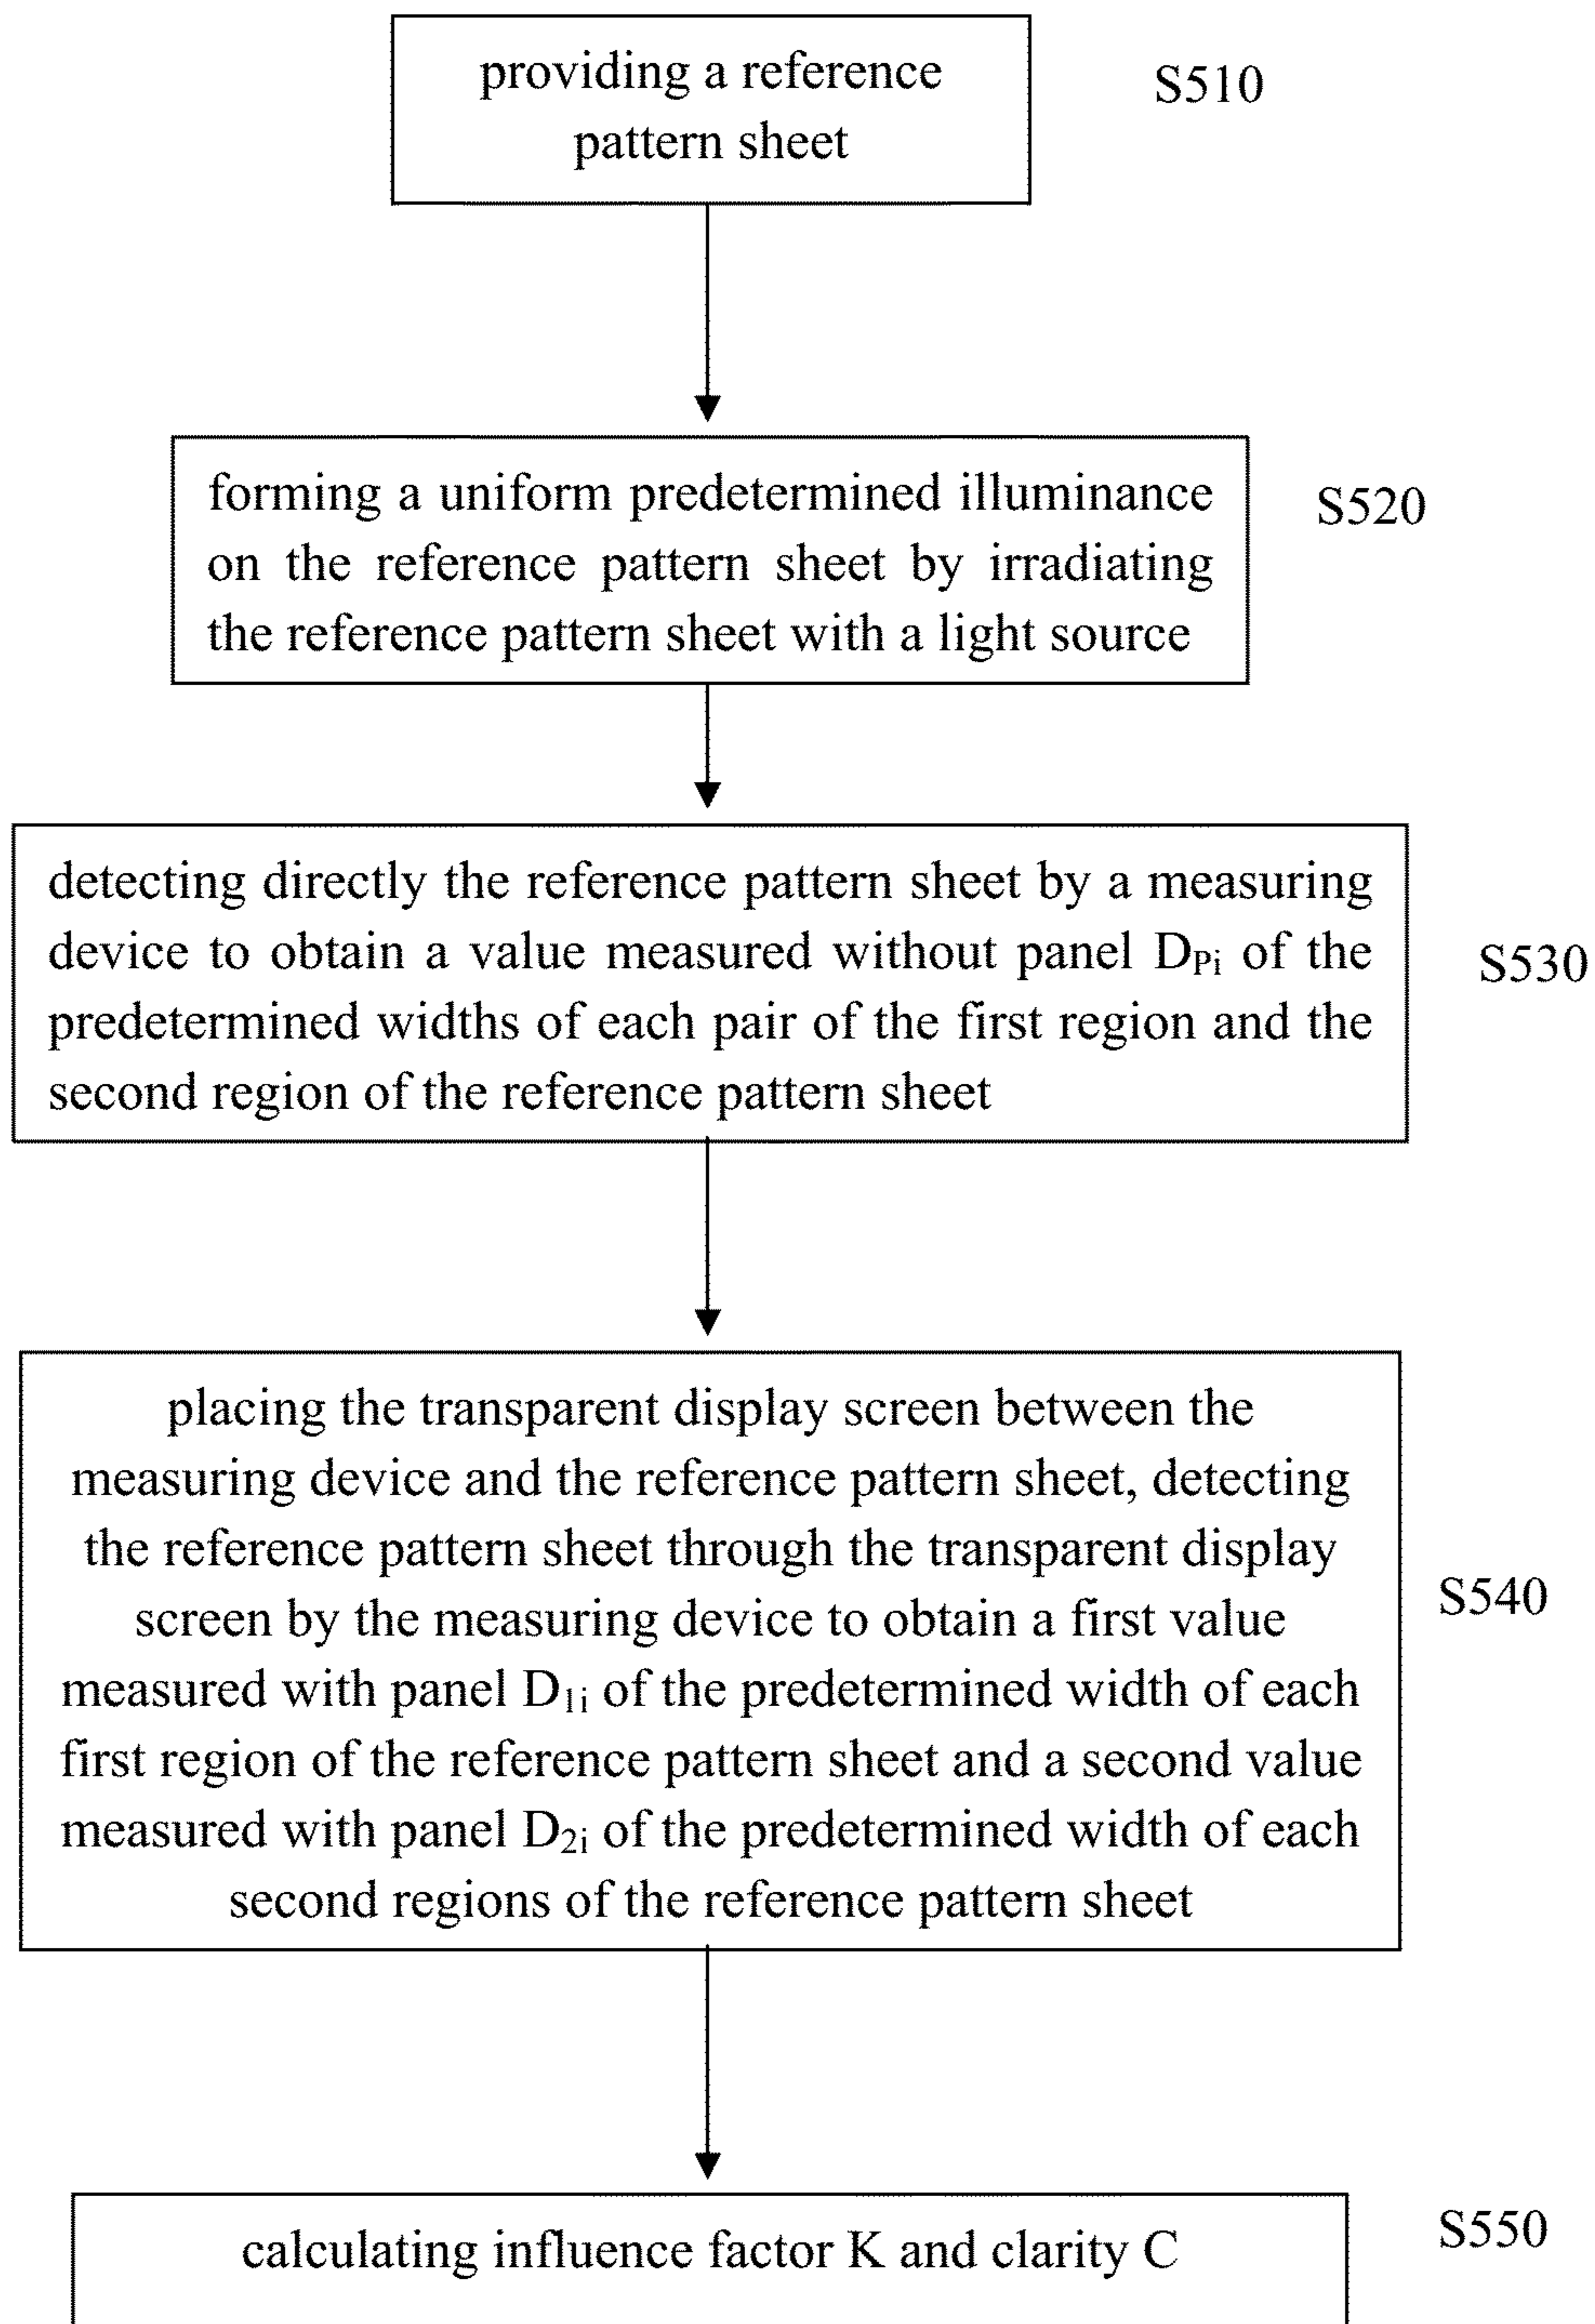 providing a reference
pattern sheet
S510
forming a uniform predetermined illuminance
on the reference pattern sheet by irradiating
the reference pattern sheet with a light source
S520
detecting directly the reference pattern sheet by a measuring
device to obtain a value measured without panel DPi of the
predetermined widths of each pair of the first region and the
second region of the reference pattern sheet
S530
placing the transparent display screen between the
measuring device and the reference pattern sheet, detecting
the reference pattern sheet through the transparent display
screen by the measuring device to obtain a first value
measured with panel D1i of the predetermined width of each
first region of the reference pattern sheet and a second value
measured with panel D2i of the predetermined width of each
second regions of the reference pattern sheet
S540
calculating influence factor K and clarity C
S550